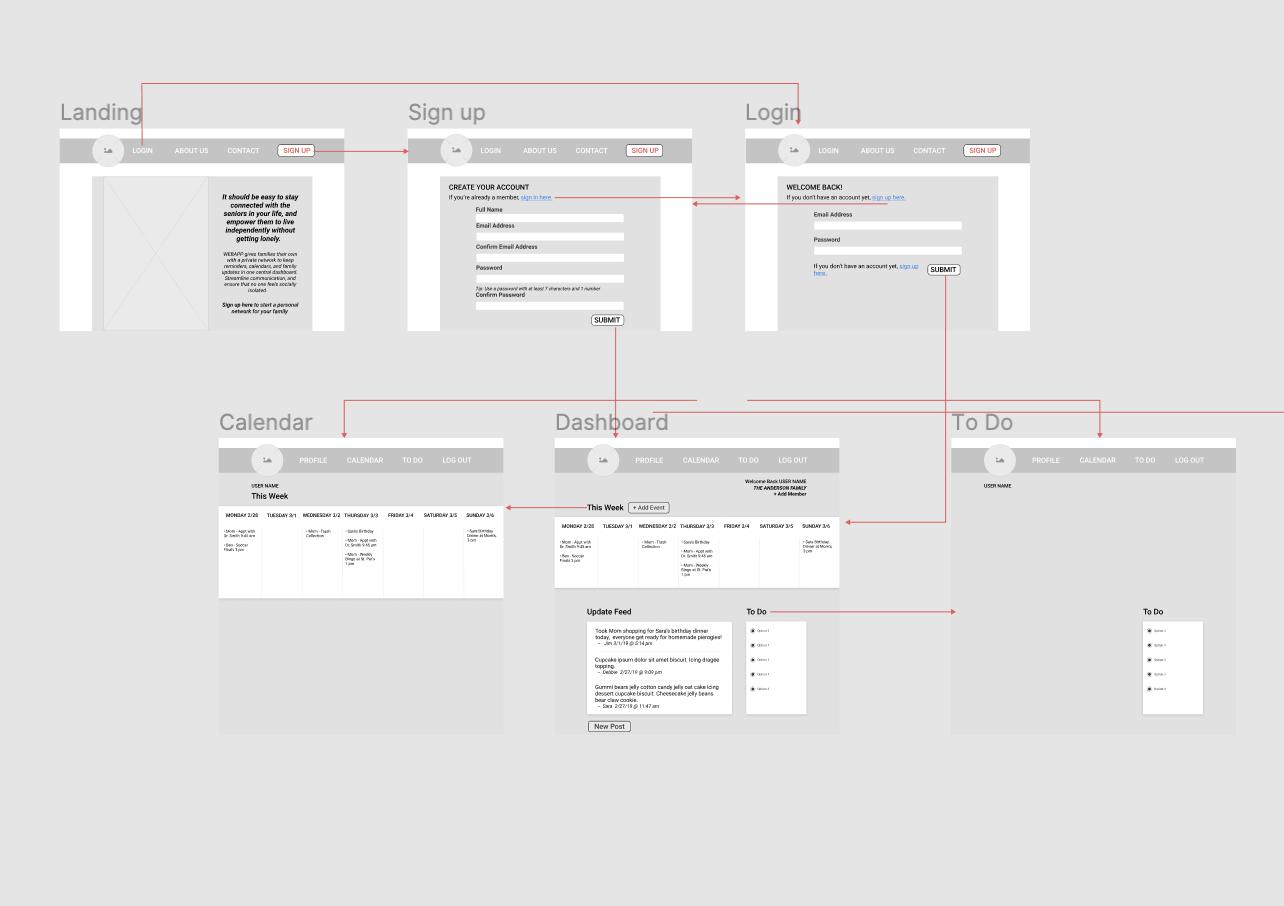 Landing
LOGIN
ABOUT US
CONTACT
SIGN UP
It should be easy to stay
connected with the
seniors in your life, and
empower them to live
independently without
getting lonely.
WEBAPP gives families their own
with a private network to keep
reminders, calendars, and family
updates in one central dashboard.
Streamline communication, and
ensure that no one feels socially
isolated.
Sign up here to start a personal
network for your family
Sign up
LOGIN
ABOUT US
CONTACT
SIGN UP
CREATE YOUR ACCOUNT
If you're already a member, sign in here.
Full Name
Email Address
Confirm Email Address
Password
Tip: Use a password with at least 7 characters and 1 number
Confirm Password
SUBMIT
Login
LOGIN
ABOUT US
CONTACT
SIGN UP
WELCOME BACK!
If you don't have an account yet, sign up here.
Email Address
Password
If you don't have an account yet, sign up
here.
SUBMIT
Calendar
PROFILE
CALENDAR
TO DO
LOG OUT
USER NAME
This Week
MONDAY 2/28
TUESDAY 3/1
WEDNESDAY 3/2
THURSDAY 3/3
FRIDAY 3/4
SATURDAY 3/5
SUNDAY 3/6
• Mom - Appt with
Dr. Smith 9:45 am
• Ben - Soccer
Finals 3 pm
• Mom - Trash
Collection
• Sara's Birthday
• Mom - Appt with
Dr. Smith 9:45 am
• Mom - Weekly
Bingo at St. Pat's
1 pm
• Sara Birthday
Dinner at Mom's,
3 pm
Dashboard
PROFILE
CALENDAR
TO DO
LOG OUT
Welcome Back USER NAME
THE ANDERSON FAMILY
+ Add Member
This Week
+ Add Event
MONDAY 2/28
TUESDAY 3/1
WEDNESDAY 3/2
THURSDAY 3/3
FRIDAY 3/4
SATURDAY 3/5
SUNDAY 3/6
• Mom - Appt with
Dr. Smith 9:45 am
• Ben - Soccer
Finals 3 pm
• Mom - Trash
Collection
• Sara's Birthday
• Mom - Appt with
Dr. Smith 9:45 am
• Mom - Weekly
Bingo at St. Pat's
1 pm
• Sara Birthday
Dinner at Mom's,
3 pm
Update Feed
Took Mom shopping for Sara's birthday dinner
today, everyone get ready for homemade pierogies!
– Jim 3/1/19 @ 5:14 pm
Cupcake ipsum dolor sit amet biscuit. Icing dragée
topping.
– Debbie 2/27/19 @ 9:09 pm
Gummi bears jelly cotton candy jelly oat cake icing
dessert cupcake biscuit. Cheesecake jelly beans
bear claw cookie.
– Sara 2/27/19 @ 11:47 am
New Post
To Do
Option 1
Option 1
Option 1
Option 1
Option 1
To Do
PROFILE
CALENDAR
TO DO
LOG OUT
USER NAME
To Do
Option 1
Option 1
Option 1
Option 1
Option 1